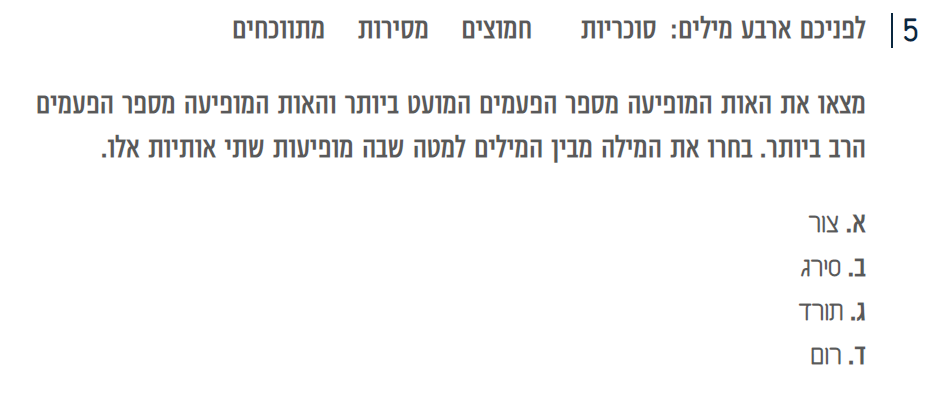 5 | לפניכם ארבע מילים: סוכריות חמוצים מסירות מתווכחים
מצאו את האות המופיעה מספר הפעמים המועט ביותר והאות המופיעה מספר הפעמים
הרב ביותר. בחרו את המילה מבין המילים למטה שבה מופיעות שתי אותיות אלו.
א. צור
ב. סירג
ג. תורד
ד. רום